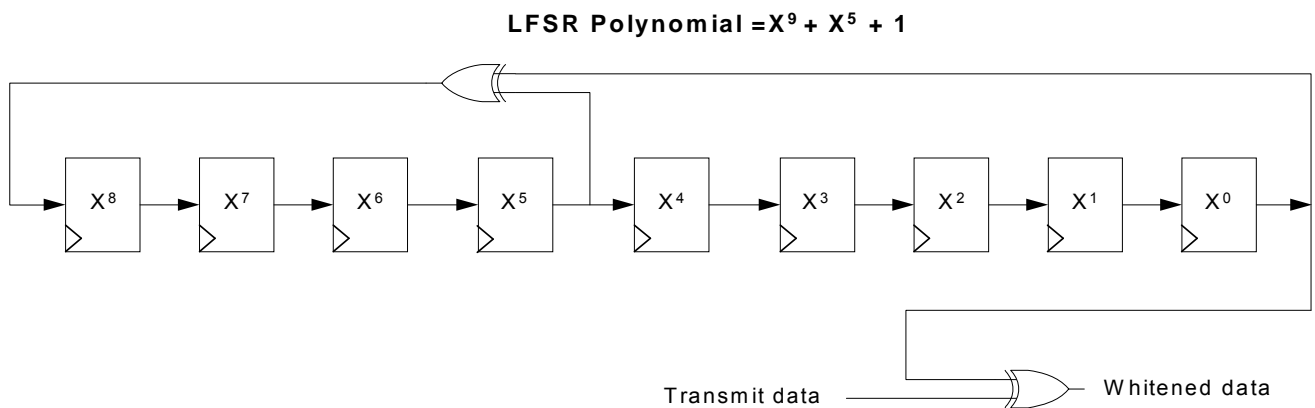 LFSR Polynomial =X⁹ + X⁵ + 1
X⁸ X⁷ X⁶ X⁵ X⁴ X³ X² X¹ X⁰
Transmit data
Whitened data